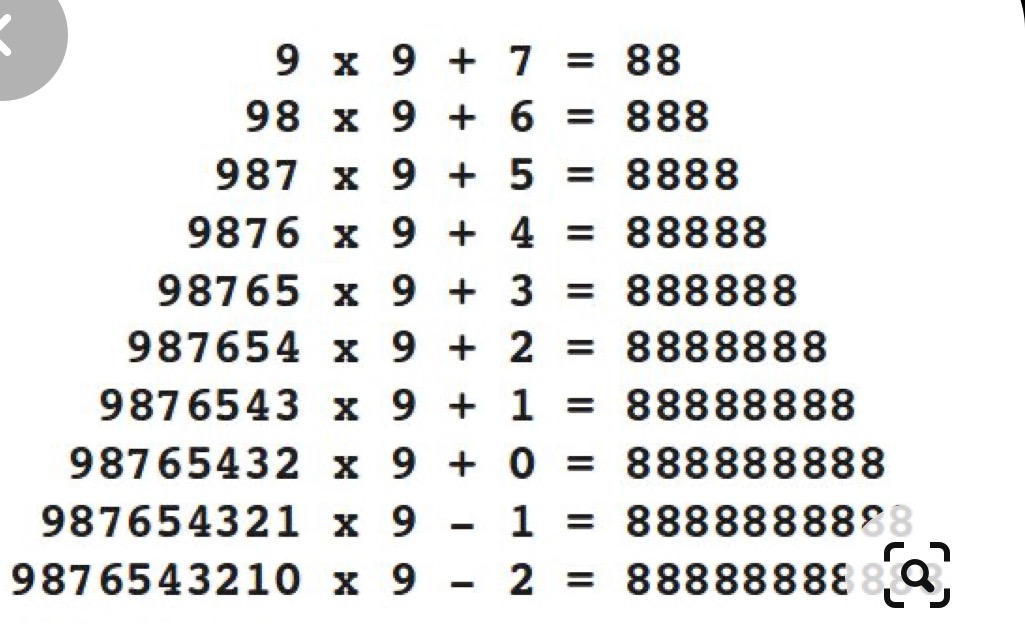 9 x 9 + 7 = 88
98 x 9 + 6 = 888
987 x 9 + 5 = 8888
9876 x 9 + 4 = 88888
98765 x 9 + 3 = 888888
987654 x 9 + 2 = 8888888
9876543 x 9 + 1 = 88888888
98765432 x 9 + 0 = 888888888
987654321 x 9 – 1 = 8888888888
9876543210 x 9 – 2 = 88888888888